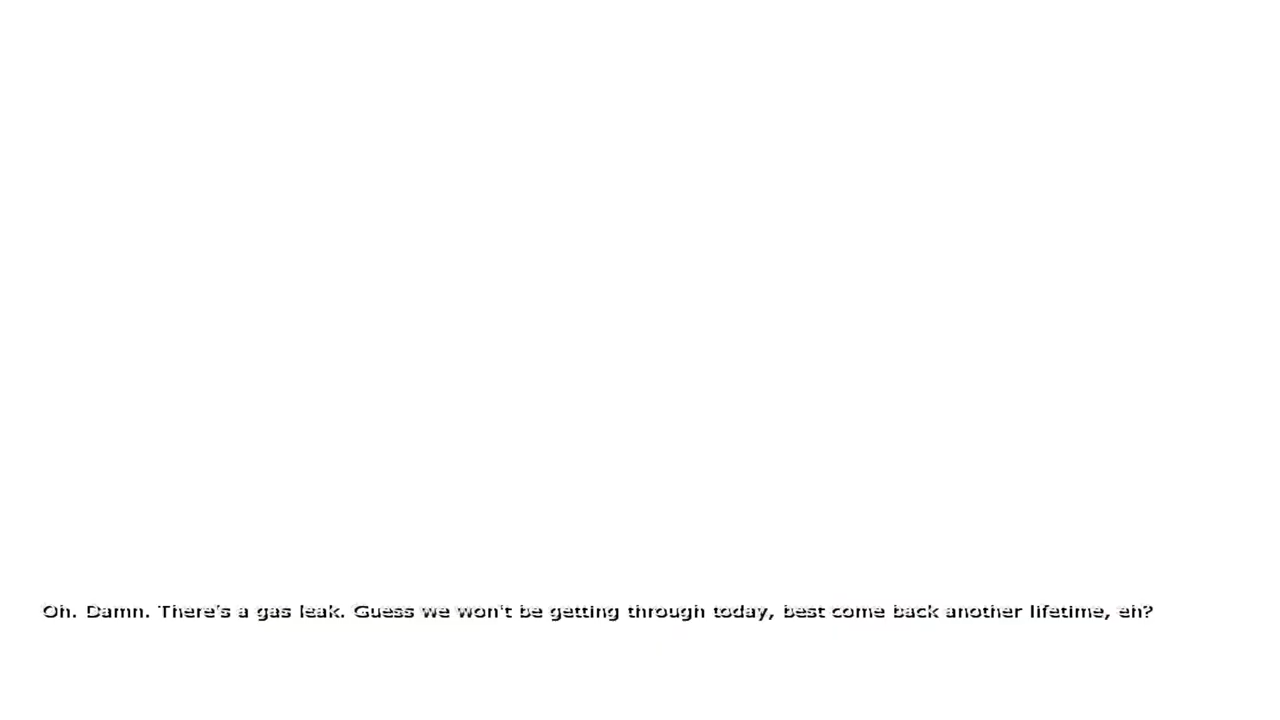 Oh. Damn. There's a gas leak. Guess we won't be getting through today, best come back another lifetime, eh?